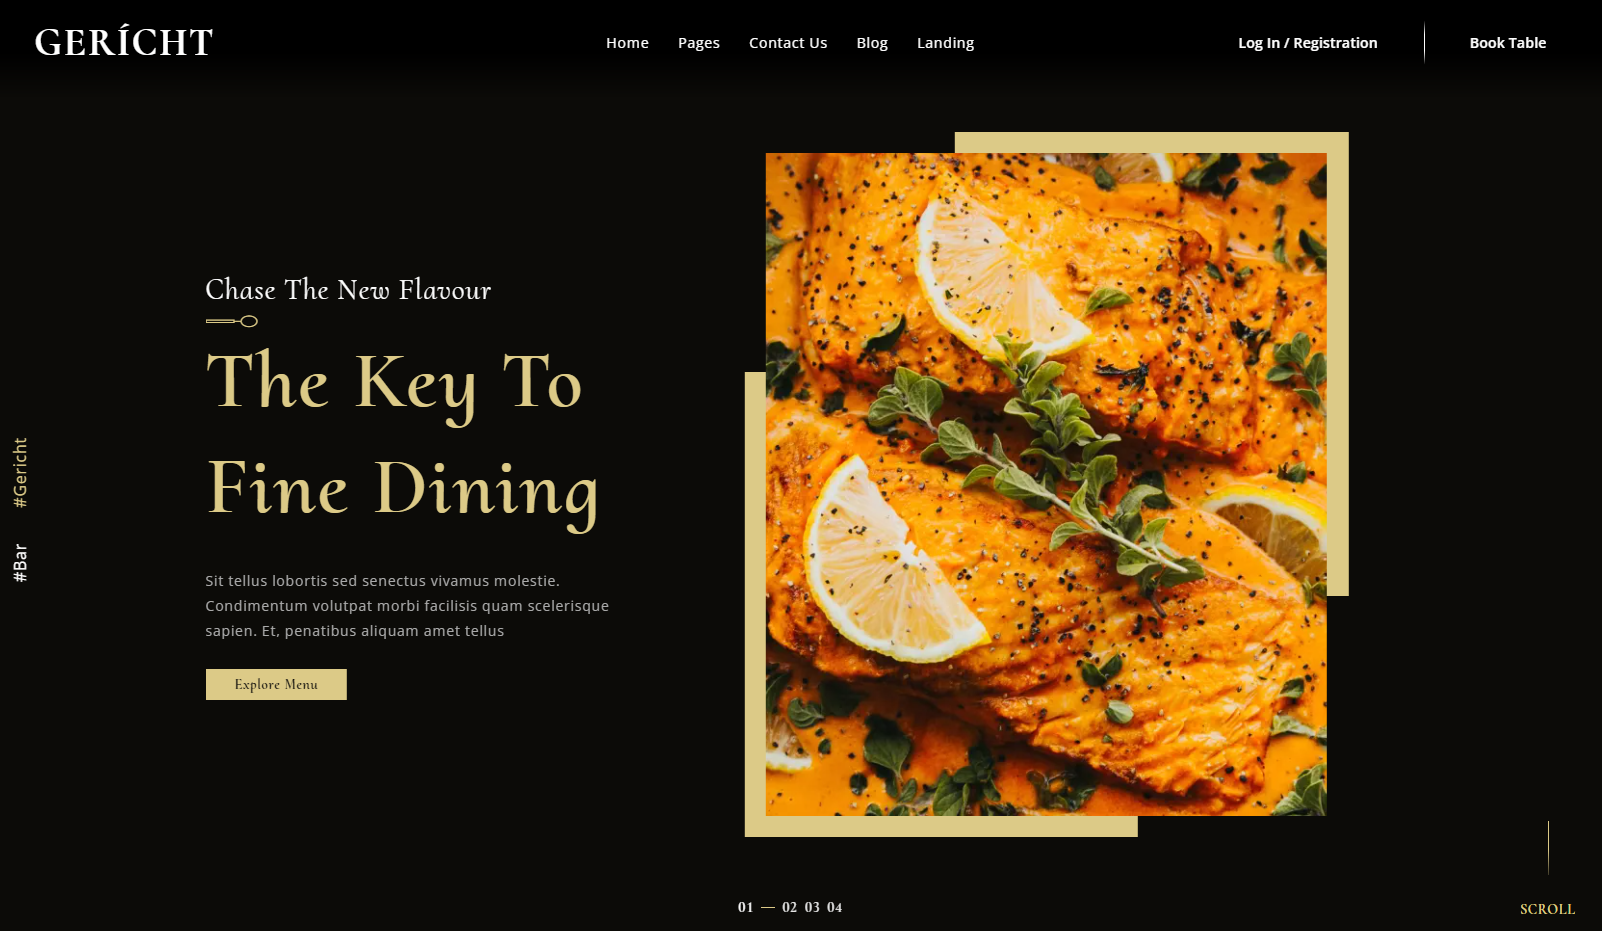 GERÍCHT
Home Pages Contact Us Blog Landing
Log In / Registration
Book Table
Chase The New Flavour
The Key To
Fine Dining
Sit tellus lobortis sed senectus vivamus molestie.
Condimentum volutpat morbi facilisis quam scelerisque
sapien. Et, penatibus aliquam amet tellus
Explore Menu
#Gericht
#Bar
01 — 02 03 04
SCROLL